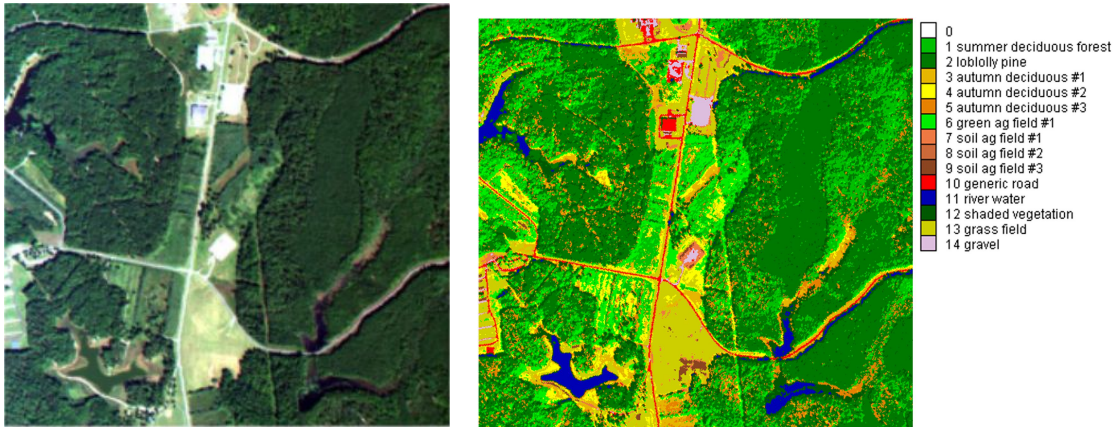 0
1 summer deciduous forest
2 loblolly pine
3 autumn deciduous #1
4 autumn deciduous #2
5 autumn deciduous #3
6 green ag field #1
7 soil ag field #1
8 soil ag field #2
9 soil ag field #3
10 generic road
11 river water
12 shaded vegetation
13 grass field
14 gravel